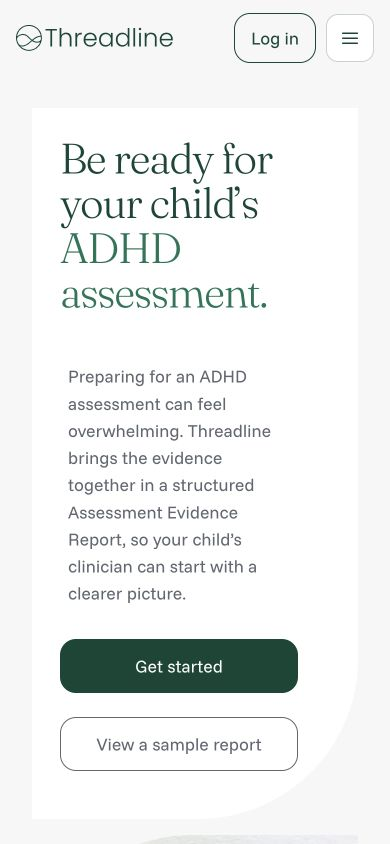 Threadline
Log in
Be ready for
your child’s
ADHD
assessment.
Preparing for an ADHD
assessment can feel
overwhelming. Threadline
brings the evidence
together in a structured
Assessment Evidence
Report, so your child’s
clinician can start with a
clearer picture.
Get started
View a sample report